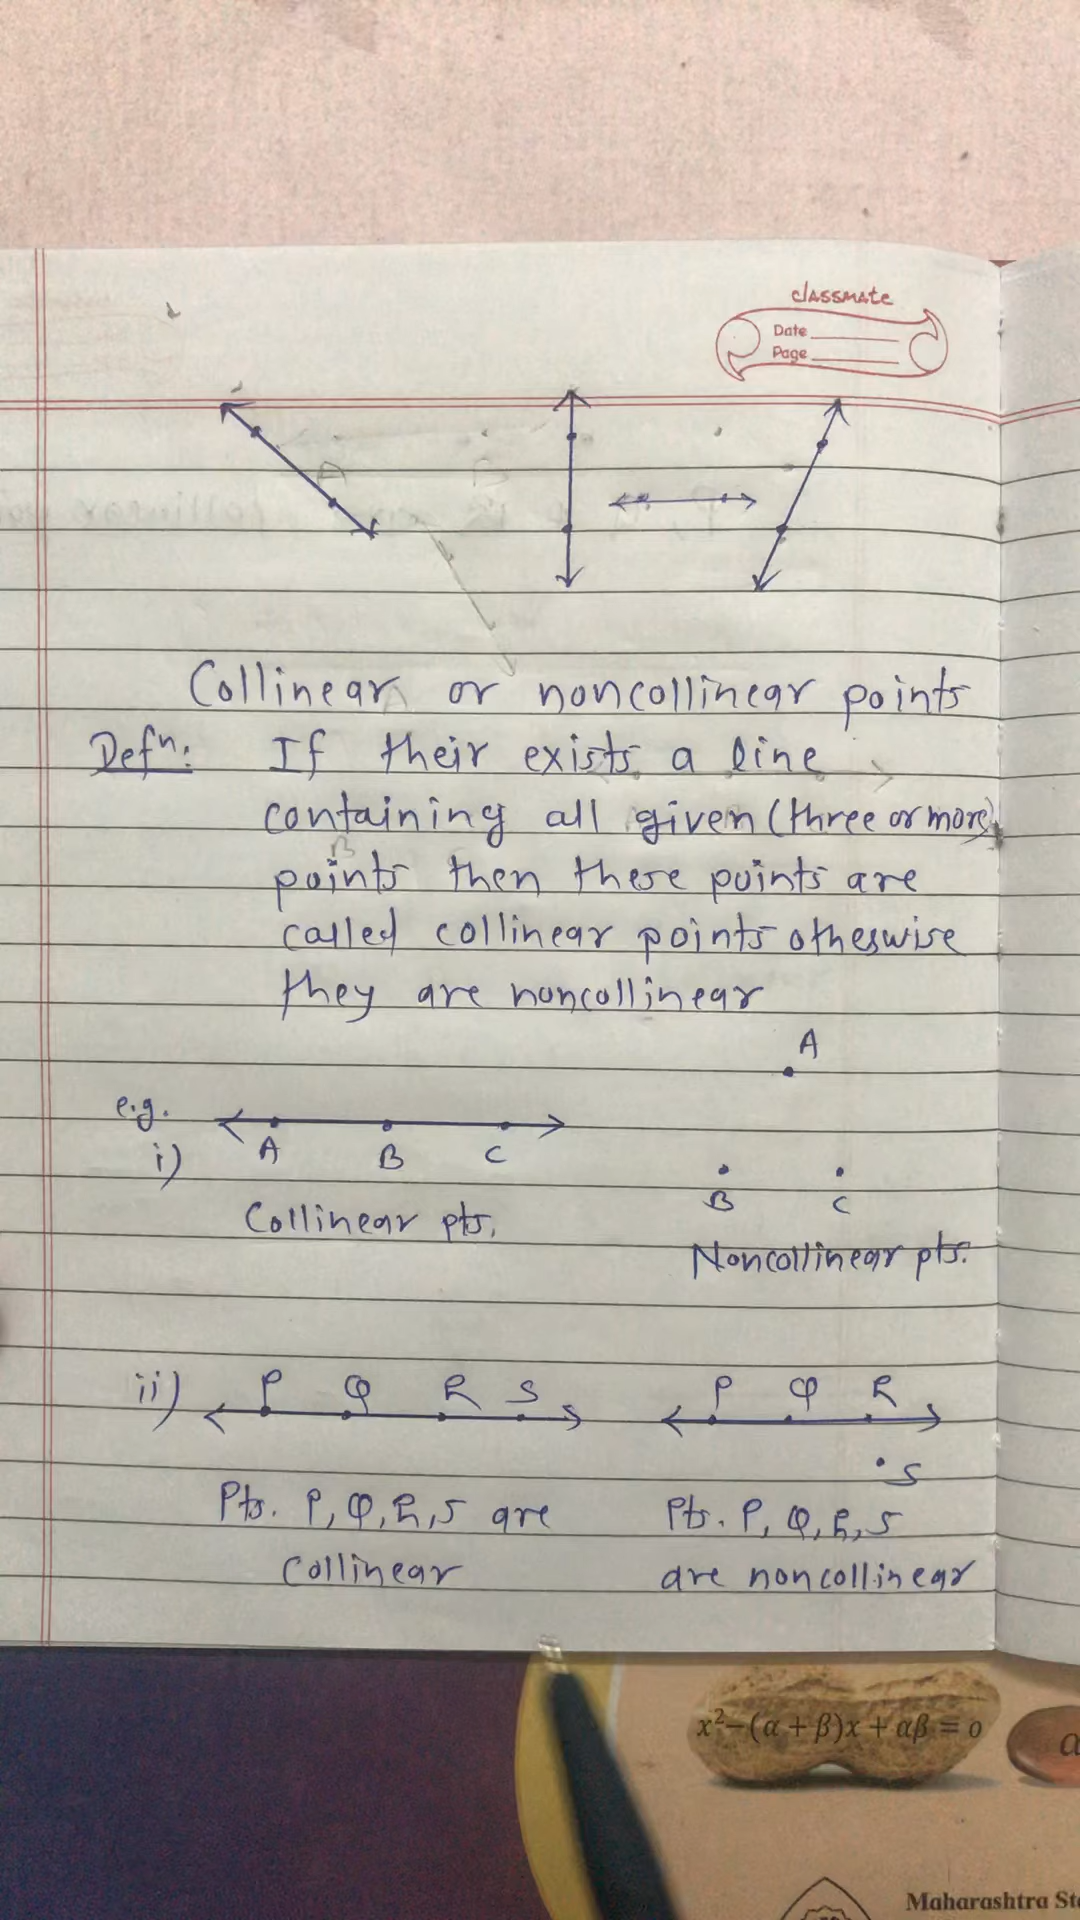 classmate
Date
Page
Collinear or noncollinear points
Defn: If their exists a line
containing all given (three or more)
points then these points are
called collinear points otheswise
they are noncollinear
A
e.g.
i) A B C
B C
Collinear pts.
Noncollinear pts.
ii) P Q R S P Q R
S
Pts. P, Q, R, S are Pts. P, Q, R, S
Collinear are noncollinear
x²-(α+β)x+αβ=0
Maharashtra